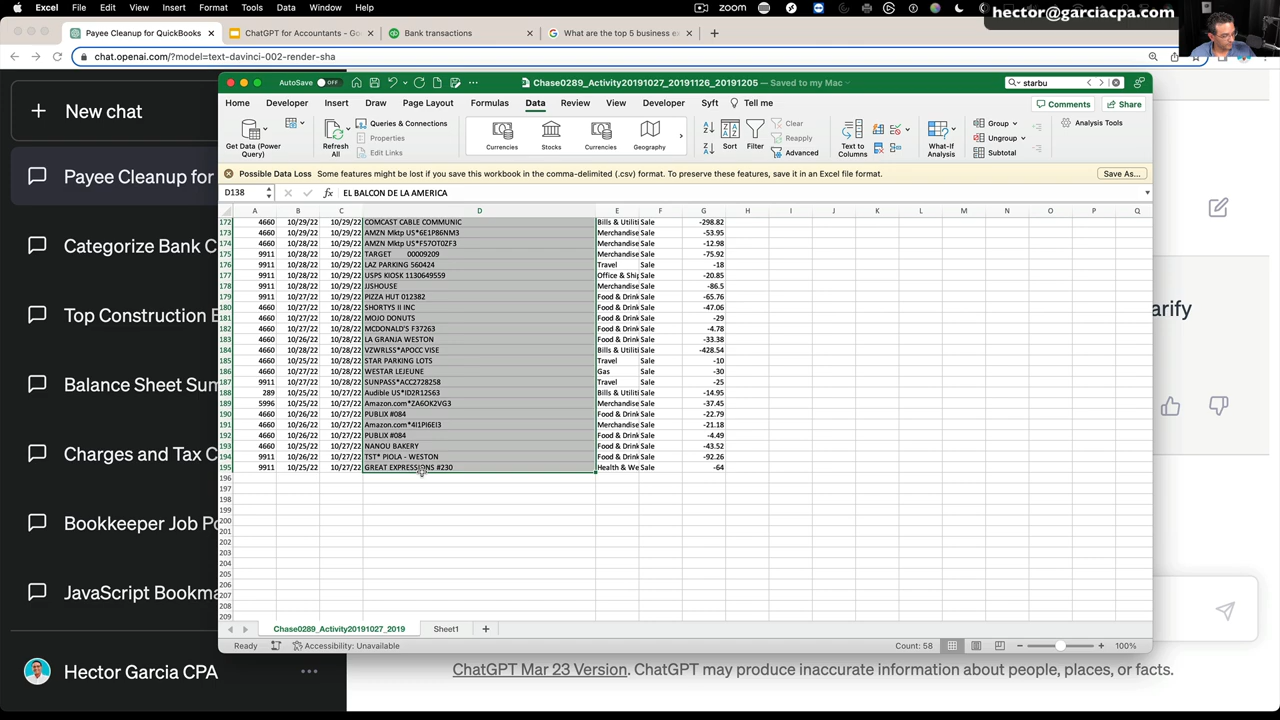 Excel File Edit View Insert Format Tools Data Window Help zoom
hector@garciacpa.com
Payee Cleanup for QuickBooks ChatGPT for Accountants - Goo Bank transactions What are the top 5 business ex
chat.openai.com/?model=text-davinci-002-render-sha
New chat
Payee Cleanup for
Categorize Bank C
Top Construction E
Balance Sheet Sum
Charges and Tax C
Bookkeeper Job Po
JavaScript Bookma
Hector Garcia CPA
AutoSave OFF Chase0289_Activity20191027_20191126_20191205 — Saved to my Mac starbu
Home Developer Insert Draw Page Layout Formulas Data Review View Developer Syft Tell me Comments Share
Get Data (Power Query) Refresh All Queries & Connections Properties Edit Links Currencies Stocks Currencies Geography Sort Filter Clear Reapply Advanced Text to Columns What-if Analysis Group Ungroup Subtotal Analysis Tools
Possible Data Loss Some features might be lost if you save this workbook in the comma-delimited (.csv) format. To preserve these features, save it in an Excel file format. Save As...
D138 fx EL BALCON DE LA AMERICA
A B C D E F G H I J K L M N O P Q
172 4660 10/29/22 10/29/22 COMCAST CABLE COMMUNIC Bills & Utiliti Sale -298.82
173 4660 10/29/22 10/29/22 AMZN Mktp US*6E1P86NM3 Merchandise Sale -53.95
174 4660 10/28/22 10/29/22 AMZN Mktp US*F57OT0ZF3 Merchandise Sale -12.98
175 9911 10/28/22 10/29/22 TARGET 00009209 Merchandise Sale -75.92
176 4660 10/28/22 10/29/22 LAZ PARKING 560424 Travel Sale -18
177 9911 10/28/22 10/28/22 USPS KIOSK 1130649559 Office & Ship Sale -20.85
178 9911 10/28/22 10/28/22 JJSHOUSE Merchandise Sale -86.5
179 9911 10/27/22 10/28/22 PIZZA HUT 012382 Food & Drink Sale -65.76
180 4660 10/27/22 10/28/22 SHORTYS II INC Food & Drink Sale -47.06
181 4660 10/27/22 10/28/22 MOJO DONUTS Food & Drink Sale -29
182 4660 10/27/22 10/28/22 MCDONALD'S F37263 Food & Drink Sale -4.78
183 4660 10/26/22 10/28/22 LA GRANJA WESTON Food & Drink Sale -33.38
184 4660 10/28/22 10/28/22 VZWRLSS*APOCC VISE Bills & Utiliti Sale -428.54
185 4660 10/27/22 10/28/22 STAR PARKING LOTS Travel Sale -10
186 4660 10/27/22 10/28/22 WESTAR LEJEUNE Gas Sale -30
187 9911 10/27/22 10/28/22 SUNPASS*ACC2728258 Travel Sale -25
188 289 10/25/22 10/27/22 Audible US*ID2R12S63 Bills & Utiliti Sale -14.95
189 5996 10/25/22 10/27/22 Amazon.com*ZA6OK2VG3 Merchandise Sale -37.45
190 4660 10/25/22 10/27/22 PUBLIX #084 Food & Drink Sale -22.79
191 4660 10/26/22 10/27/22 Amazon.com*4I1PI6EI3 Merchandise Sale -21.18
192 4660 10/26/22 10/27/22 PUBLIX #084 Food & Drink Sale -4.49
193 4660 10/25/22 10/27/22 NANOU BAKERY Food & Drink Sale -43.52
194 9911 10/26/22 10/27/22 TST* PIOLA - WESTON Food & Drink Sale -92.26
195 9911 10/25/22 10/27/22 GREAT EXPRESSIONS #230 Health & We Sale -64
196
197
198
199
200
201
202
203
204
205
206
207
208
209
Chase0289_Activity20191027_2019 Sheet1
Ready Accessibility: Unavailable Count: 58 100%
arify
ChatGPT Mar 23 Version. ChatGPT may produce inaccurate information about people, places, or facts.